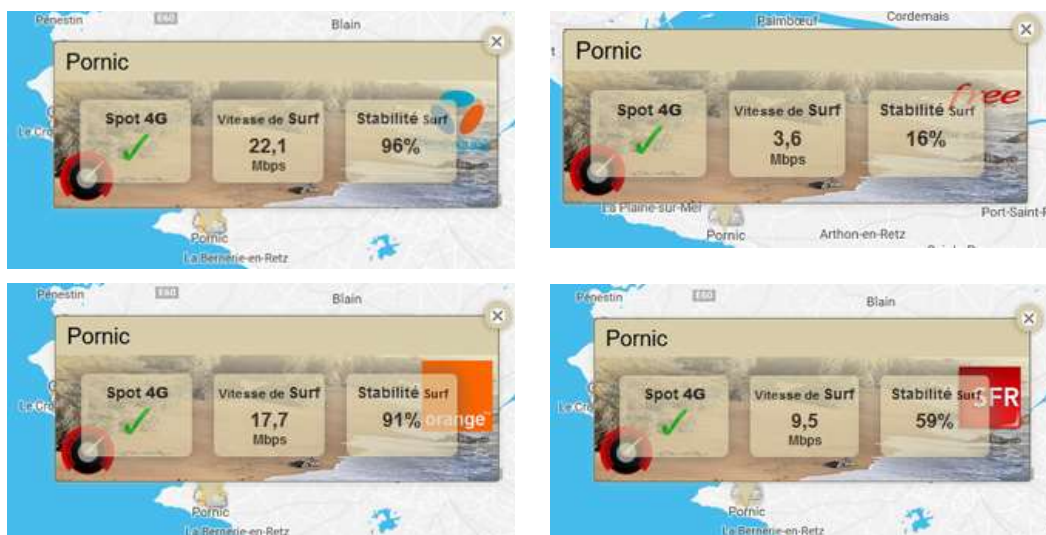 Pénestin
E60
Blain
Pornic
Spot 4G
Vitesse de Surf
Stabilité Surf
22,1
Mbps
96%
Pornic
La Bernerie-en-Retz
Paimbœuf
Cordemais
Pornic
free
Spot 4G
Vitesse de Surf
Stabilité Surf
3,6
Mbps
16%
La Plaine-sur-Mer
Port-Saint-P
Pornic
Arthon-en-Retz
Pénestin
E60
Blain
Pornic
Spot 4G
Vitesse de Surf
Stabilité Surf
17,7
Mbps
91%
orange
Le Cro
Pornic
La Bernerie-en-Retz
Pénestin
E60
Blain
Pornic
Spot 4G
Vitesse de Surf
Stabilité Surf
SFR
9,5
Mbps
59%
Le Cro
Pornic
La Bernerie-en-Retz